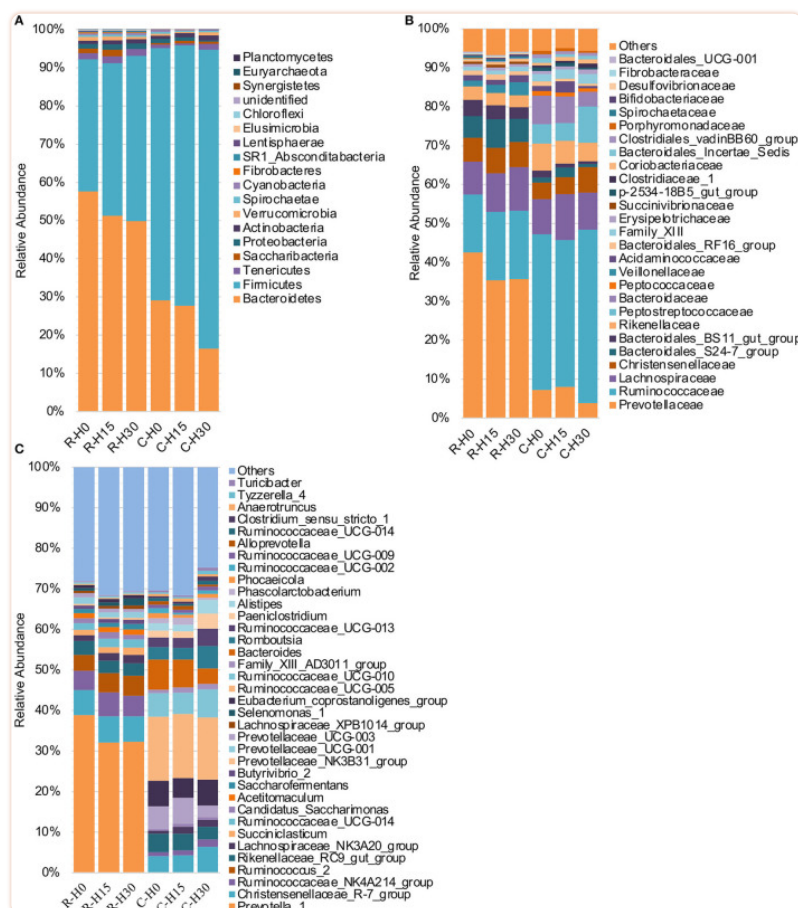 A
100%
90%
80%
70%
60%
50%
40%
30%
20%
10%
0%
Relative Abundance
R-H0
R-H15
R-H30
C-H0
C-H15
C-H30
Planctomycetes
Euryarchaeota
Synergistetes
unidentified
Chloroflexi
Elusimicrobia
Lentisphaerae
SR1_Absconditabacteria
Fibrobacteres
Cyanobacteria
Spirochaetae
Verrucomicrobia
Actinobacteria
Proteobacteria
Saccharibacteria
Tenericutes
Firmicutes
Bacteroidetes
B
100%
90%
80%
70%
60%
50%
40%
30%
20%
10%
0%
Relative Abundance
R-H0
R-H15
R-H30
C-H0
C-H15
C-H30
Others
Bacteroidales_UCG-001
Fibrobacteraceae
Desulfovibrionaceae
Bifidobacteriaceae
Spirochaetaceae
Porphyromonadaceae
Clostridiales_vadinBB60_group
Bacteroidales_Incertae_Sedis
Coriobacteriaceae
Clostridiaceae_1
p-2534-18B5_gut_group
Succinivibrionaceae
Erysipelotrichaceae
Family_XIII
Bacteroidales_RF16_group
Acidaminococcaceae
Veillonellaceae
Peptococcaceae
Bacteroidaceae
Peptostreptococcaceae
Rikenellaceae
Bacteroidales_BS11_gut_group
Bacteroidales_S24-7_group
Christensenellaceae
Lachnospiraceae
Ruminococcaceae
Prevotellaceae
C
100%
90%
80%
70%
60%
50%
40%
30%
20%
10%
0%
Relative Abundance
R-H0
R-H15
R-H30
C-H0
C-H15
C-H30
Others
Turicibacter
Tyzzerella_4
Anaerotruncus
Clostridium_sensu_stricto_1
Ruminococcaceae_UCG-014
Alloprevotella
Ruminococcaceae_UCG-009
Ruminococcaceae_UCG-002
Phocaeicola
Phascolarctobacterium
Alistipes
Paeniclostridium
Ruminococcaceae_UCG-013
Romboutsia
Bacteroides
Family_XIII_AD3011_group
Ruminococcaceae_UCG-010
Ruminococcaceae_UCG-005
Eubacterium_coprostanoligenes_group
Selenomonas_1
Lachnospiraceae_XPB1014_group
Prevotellaceae_UCG-003
Prevotellaceae_UCG-001
Prevotellaceae_NK3B31_group
Butyrivibrio_2
Saccharofermentans
Acetitomaculum
Candidatus_Saccharimonas
Ruminococcaceae_UCG-014
Succiniclasticum
Lachnospiraceae_NK3A20_group
Rikenellaceae_RC9_gut_group
Ruminococcus_2
Ruminococcaceae_NK4A214_group
Christensenellaceae_R-7_group
Prevotella_1